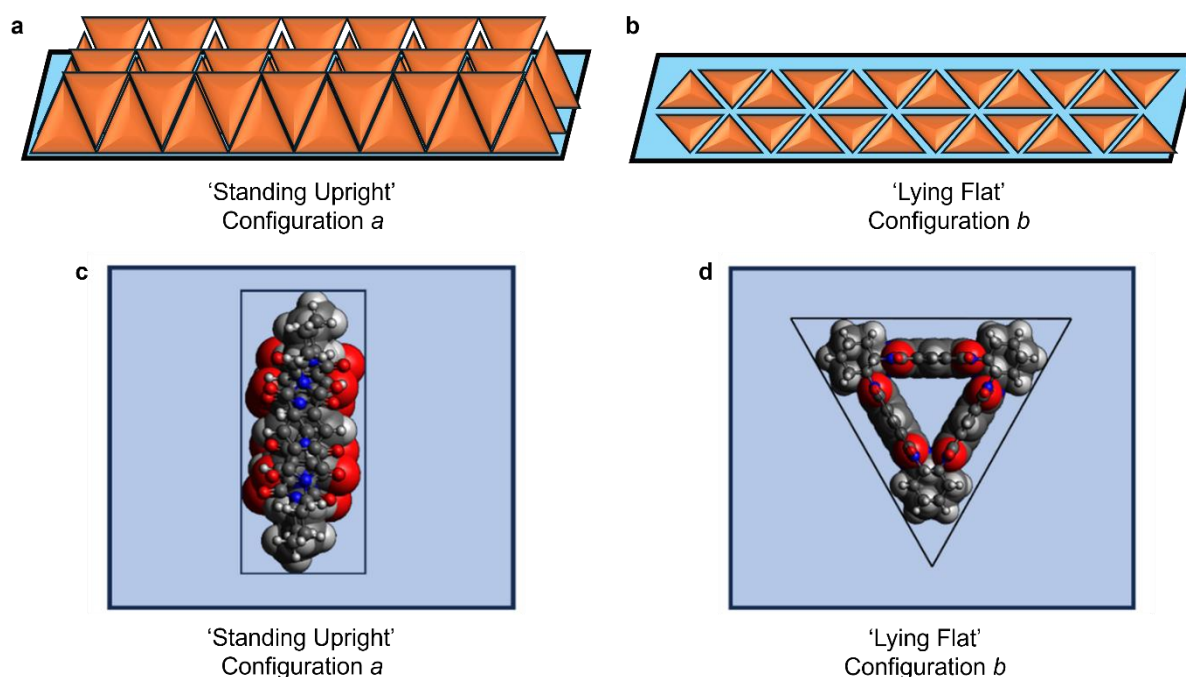 a
b
'Standing Upright'
Configuration a
'Lying Flat'
Configuration b
c
d
'Standing Upright'
Configuration a
'Lying Flat'
Configuration b